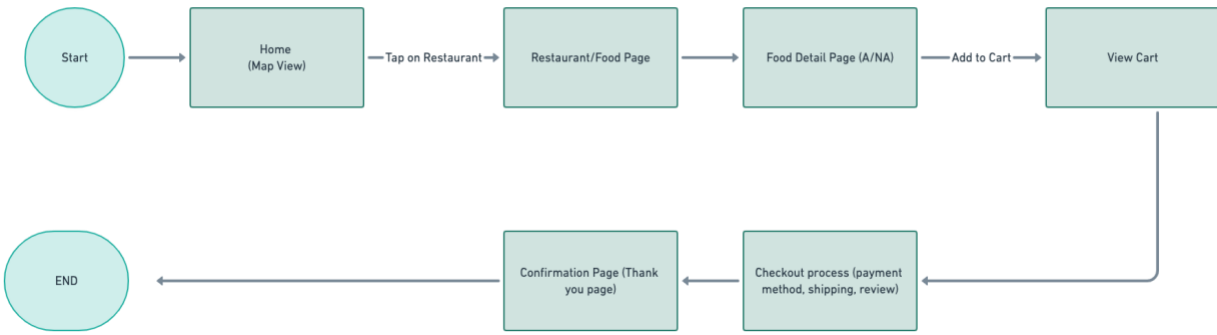 Start
Home
(Map View)
Tap on Restaurant
Restaurant/Food Page
Food Detail Page (A/NA)
Add to Cart
View Cart
Checkout process (payment
method, shipping, review)
Confirmation Page (Thank
you page)
END